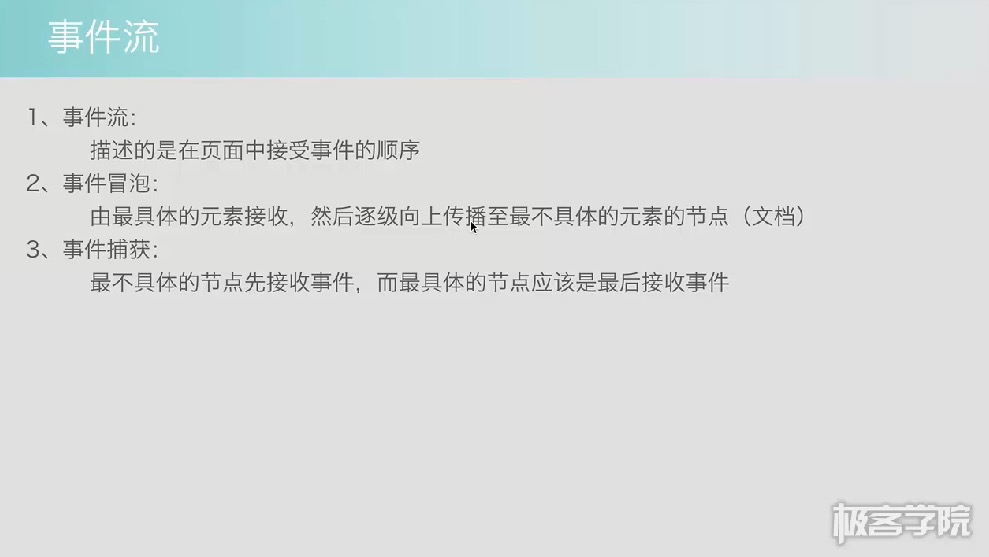 事件流
1、事件流：
描述的是在页面中接受事件的顺序
2、事件冒泡：
由最具体的元素接收，然后逐级向上传播至最不具体的元素的节点（文档）
3、事件捕获：
最不具体的节点先接收事件，而最具体的节点应该是最后接收事件
极客学院